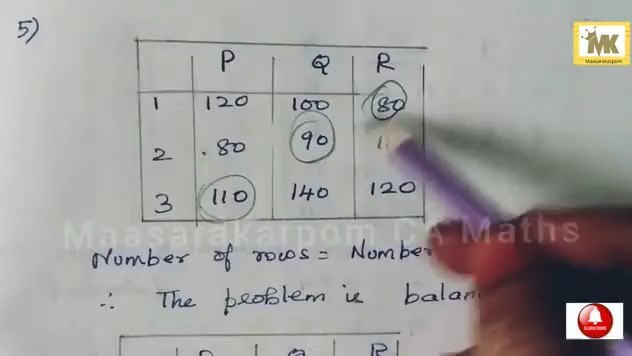 5)
P Q R
1 120 100 80
2 80 90
3 110 140 120
Number of rows = Number
∴ The problem is balan
P Q R
MK
Maasarakarpom
Maasarakarpom CA Maths
SUBSCRIBE